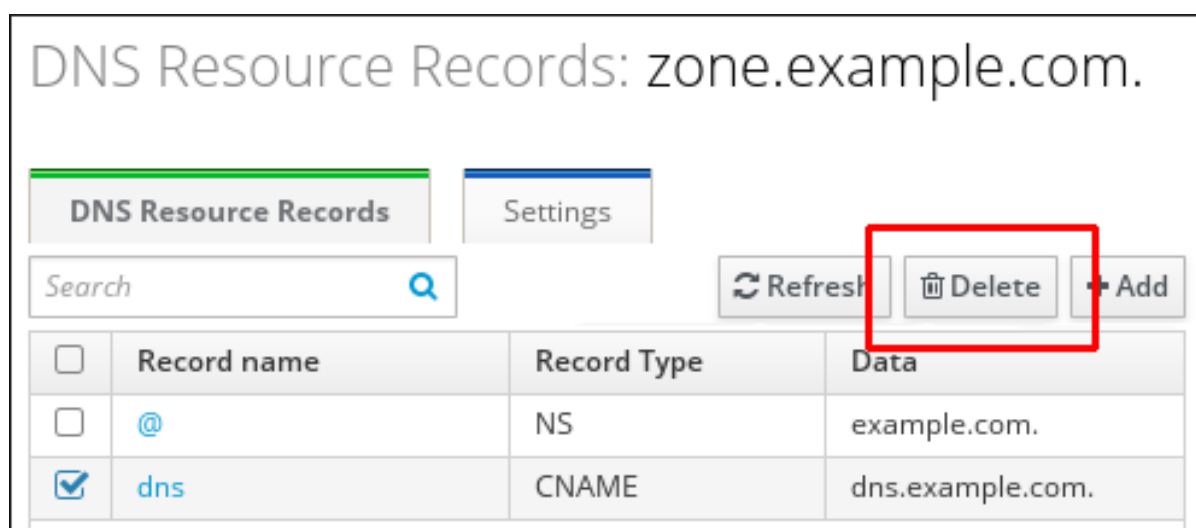 DNS Resource Records: zone.example.com.
DNS Resource Records Settings
Search Refresh Delete Add
Record name Record Type Data
@ NS example.com.
dns CNAME dns.example.com.